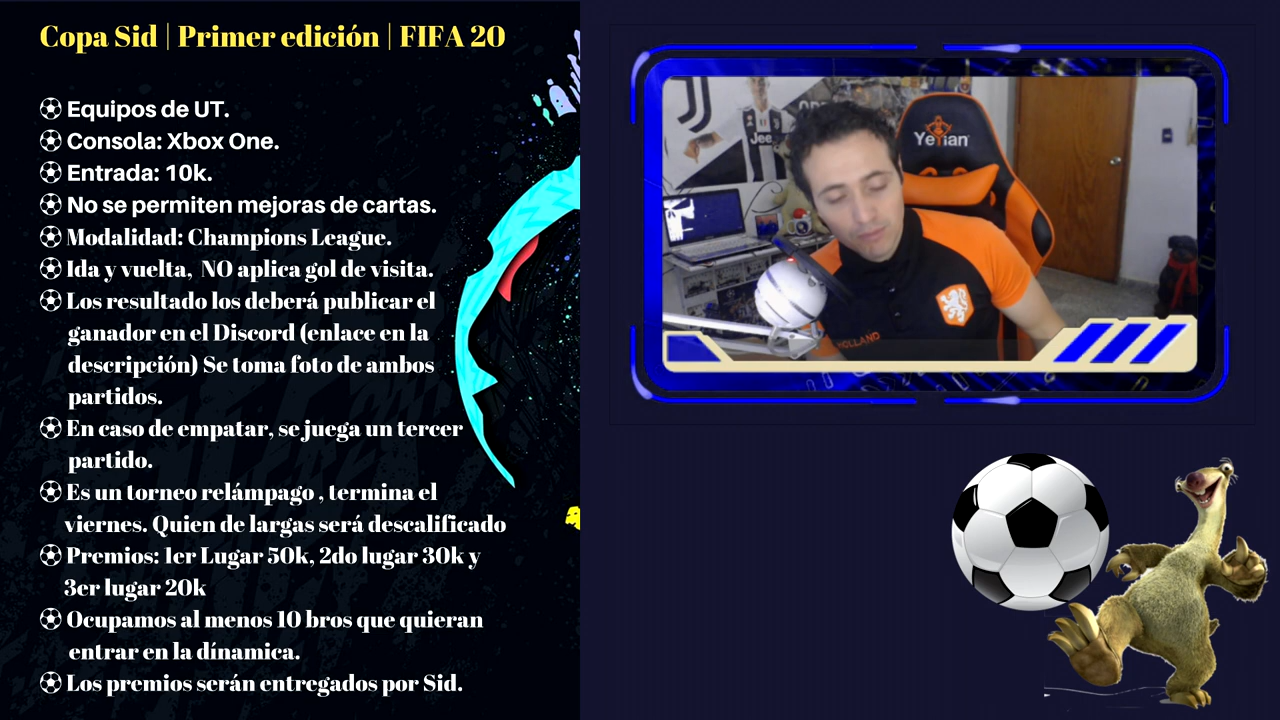 Copa Sid | Primer edición | FIFA 20
Equipos de UT.
Consola: Xbox One.
Entrada: 10k.
No se permiten mejoras de cartas.
Modalidad: Champions League.
Ida y vuelta, NO aplica gol de visita.
Los resultado los deberá publicar el
ganador en el Discord (enlace en la
descripción) Se toma foto de ambos
partidos.
En caso de empatar, se juega un tercer
partido.
Es un torneo relámpago , termina el
viernes. Quien de largas será descalificado
Premios: 1er Lugar 50k, 2do lugar 30k y
3er lugar 20k
Ocupamos al menos 10 bros que quieran
entrar en la dínamica.
Los premios serán entregados por Sid.
Jeep
Yeyian
HOLLAND